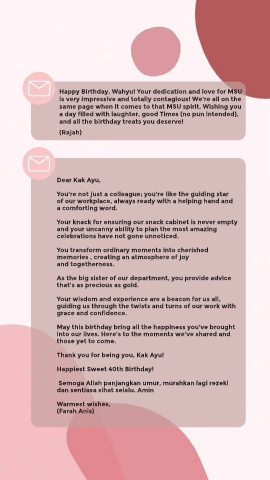 Happy Birthday, Wahyu! Your dedication and love for MSU
is very impressive and totally contagious! We're all on the
same page when it comes to that MSU spirit. Wishing you
a day filled with laughter, good Times (no pun intended),
and all the birthday treats you deserve!
(Rajah)
Dear Kak Ayu,
You're not just a colleague; you're like the guiding star
of our workplace, always ready with a helping hand and
a comforting word.
Your knack for ensuring our snack cabinet is never empty
and your uncanny ability to plan the most amazing
celebrations have not gone unnoticed.
You transform ordinary moments into cherished
memories , creating an atmosphere of joy
and togetherness.
As the big sister of our department, you provide advice
that's as precious as gold.
Your wisdom and experience are a beacon for us all,
guiding us through the twists and turns of our work with
grace and confidence.
May this birthday bring all the happiness you've brought
into our lives. Here's to the moments we've shared and
those yet to come.
Thank you for being you, Kak Ayu!
Happiest Sweet 40th Birthday!
Semoga Allah panjangkan umur, murahkan lagi rezeki
dan sentiasa sihat selalu. Amin
Warmest wishes,
(Farah Anis)